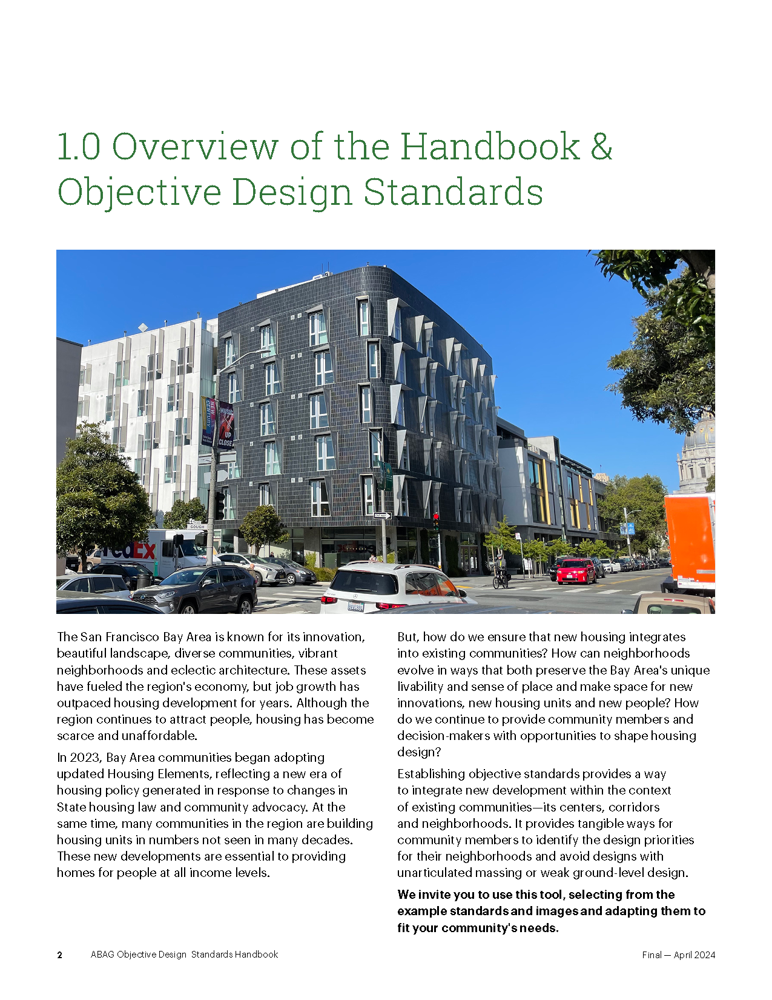 1.0 Overview of the Handbook &
Objective Design Standards
NEW
CENTURY
MUSIC
UP
CLOSE
GOUGH
ONE WAY
FedEx
The San Francisco Bay Area is known for its innovation,
beautiful landscape, diverse communities, vibrant
neighborhoods and eclectic architecture. These assets
have fueled the region's economy, but job growth has
outpaced housing development for years. Although the
region continues to attract people, housing has become
scarce and unaffordable.
In 2023, Bay Area communities began adopting
updated Housing Elements, reflecting a new era of
housing policy generated in response to changes in
State housing law and community advocacy. At the
same time, many communities in the region are building
housing units in numbers not seen in many decades.
These new developments are essential to providing
homes for people at all income levels.
But, how do we ensure that new housing integrates
into existing communities? How can neighborhoods
evolve in ways that both preserve the Bay Area's unique
livability and sense of place and make space for new
innovations, new housing units and new people? How
do we continue to provide community members and
decision-makers with opportunities to shape housing
design?
Establishing objective standards provides a way
to integrate new development within the context
of existing communities—its centers, corridors
and neighborhoods. It provides tangible ways for
community members to identify the design priorities
for their neighborhoods and avoid designs with
unarticulated massing or weak ground-level design.
We invite you to use this tool, selecting from the
example standards and images and adapting them to
fit your community's needs.
2 ABAG Objective Design Standards Handbook
Final — April 2024